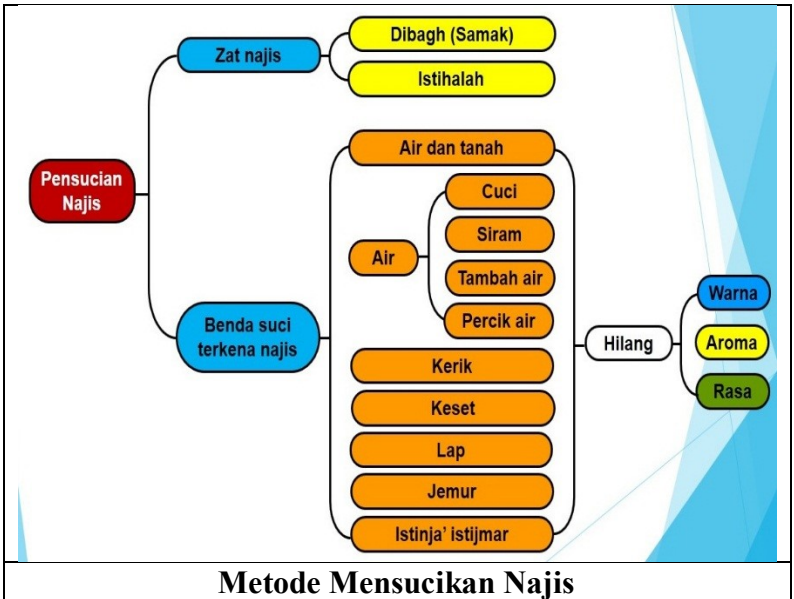 Pensucian
Najis
Zat najis
Dibagh (Samak)
Istihalah
Benda suci
terkena najis
Air dan tanah
Air
Cuci
Siram
Tambah air
Percik air
Kerik
Keset
Lap
Jemur
Istinja’ istijmar
Hilang
Warna
Aroma
Rasa
Metode Mensucikan Najis